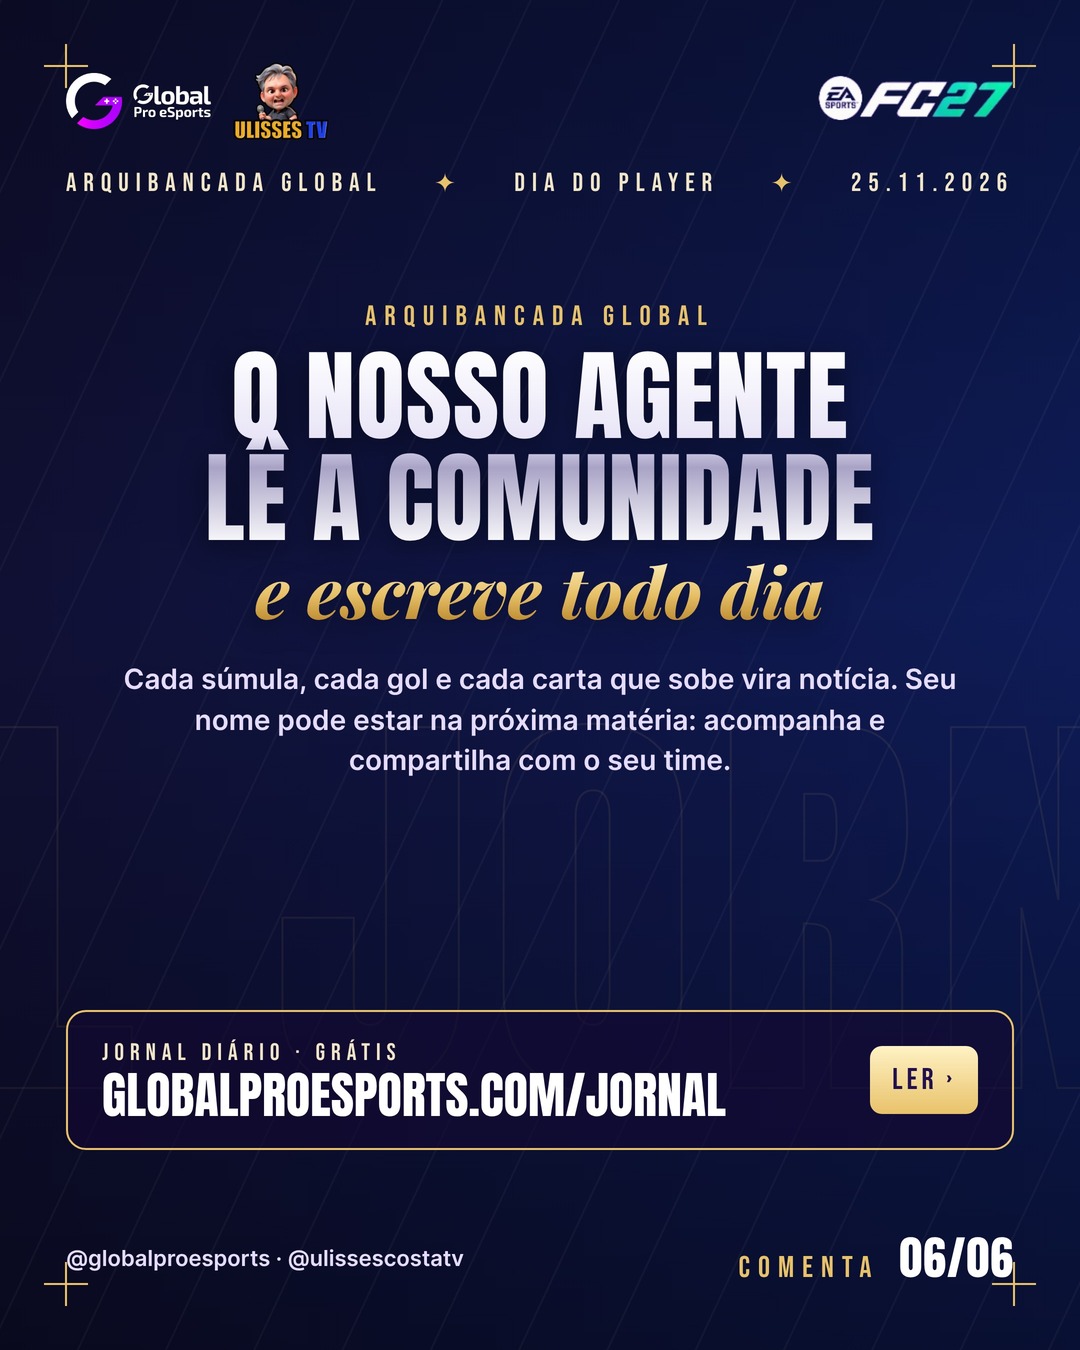 Global
Pro eSports
ULISSES TV
EA
SPORTS
FC27
ARQUIBANCADA GLOBAL ✦ DIA DO PLAYER ✦ 25.11.2026
ARQUIBANCADA GLOBAL
O NOSSO AGENTE
LÊ A COMUNIDADE
e escreve todo dia
Cada súmula, cada gol e cada carta que sobe vira notícia. Seu
nome pode estar na próxima matéria: acompanha e
compartilha com o seu time.
JORN
JORNAL DIÁRIO · GRÁTIS
GLOBALPROESPORTS.COM/JORNAL
LER ›
@globalproesports · @ulissescostatv
COMENTA 06/06